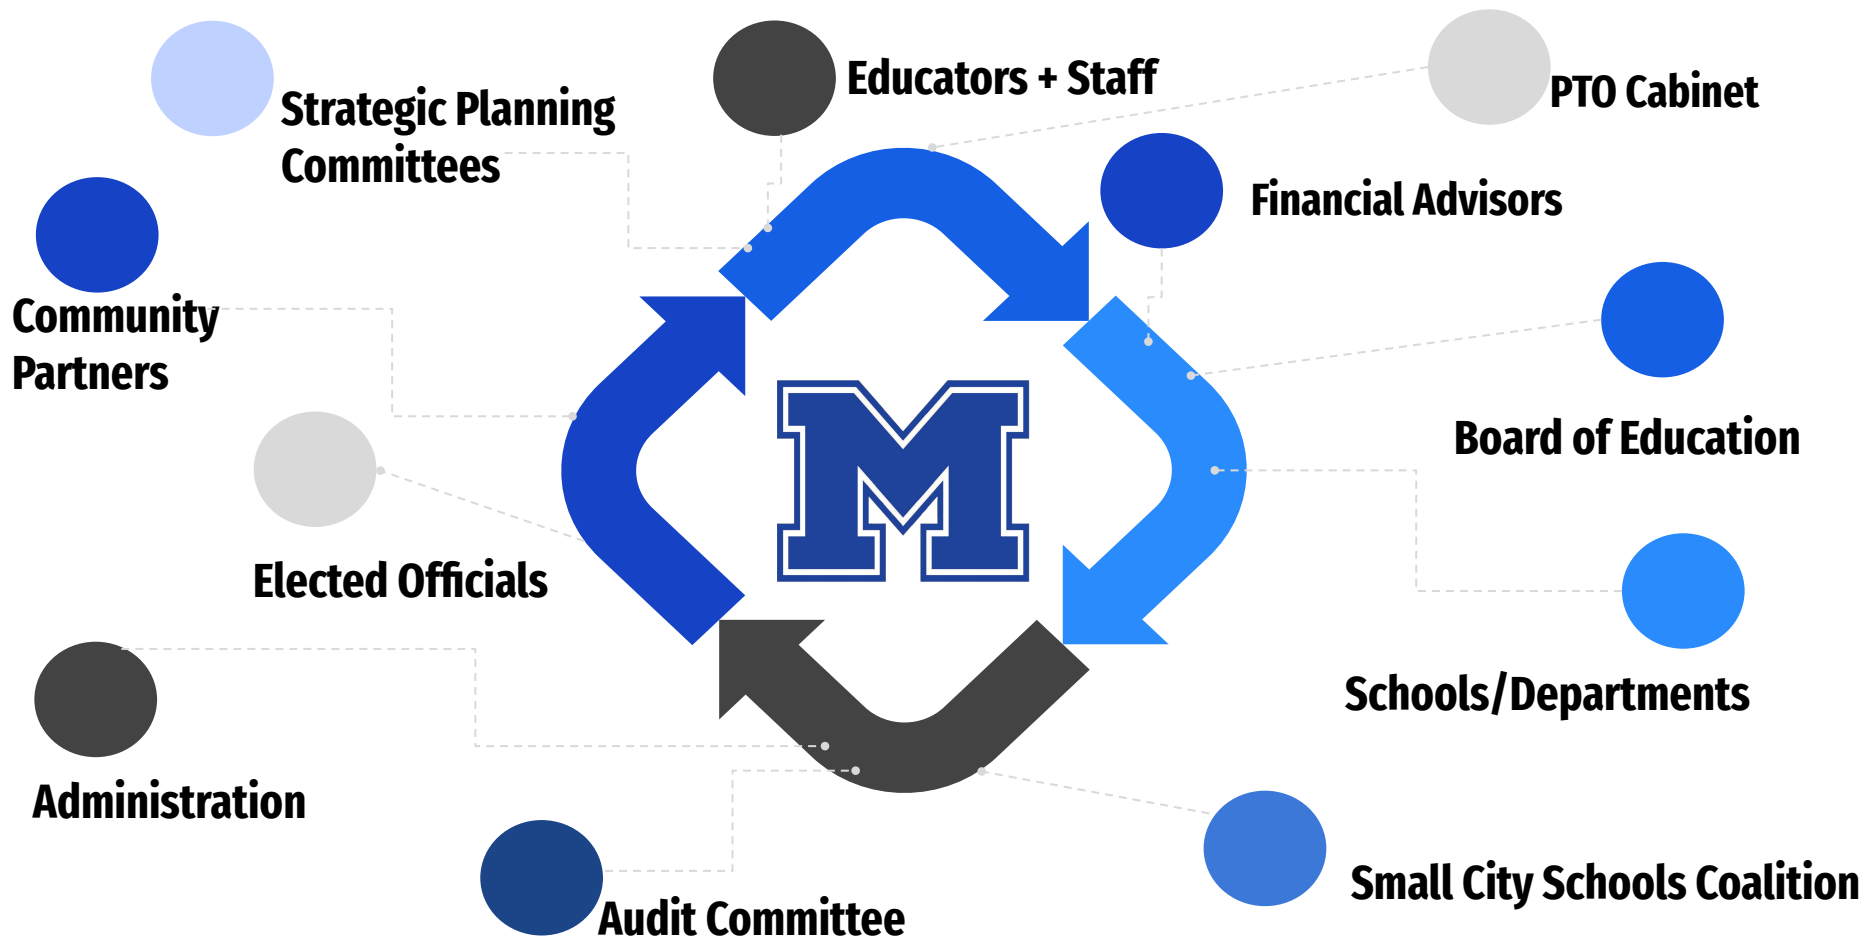 Educators + Staff
PTO Cabinet
Strategic Planning
Committees
Financial Advisors
Community
Partners
Board of Education
M
Elected Officials
Schools/Departments
Administration
Small City Schools Coalition
Audit Committee